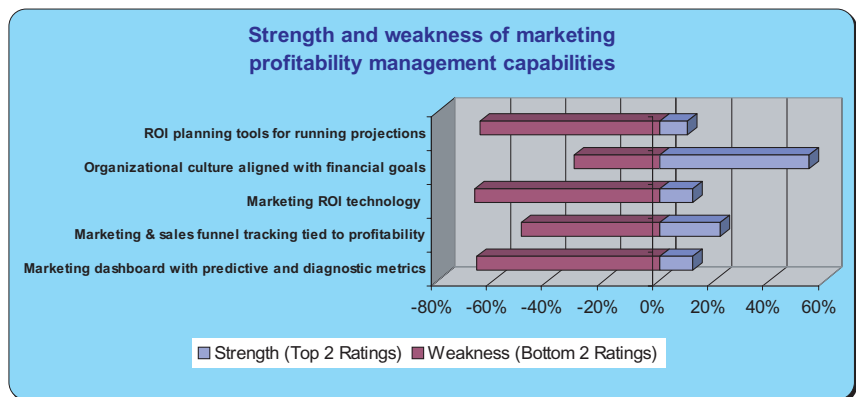 Strength and weakness of marketing
profitability management capabilities
ROI planning tools for running projections
Organizational culture aligned with financial goals
Marketing ROI technology
Marketing & sales funnel tracking tied to profitability
Marketing dashboard with predictive and diagnostic metrics
-80% -60% -40% -20% 0% 20% 40% 60%
Strength (Top 2 Ratings) Weakness (Bottom 2 Ratings)